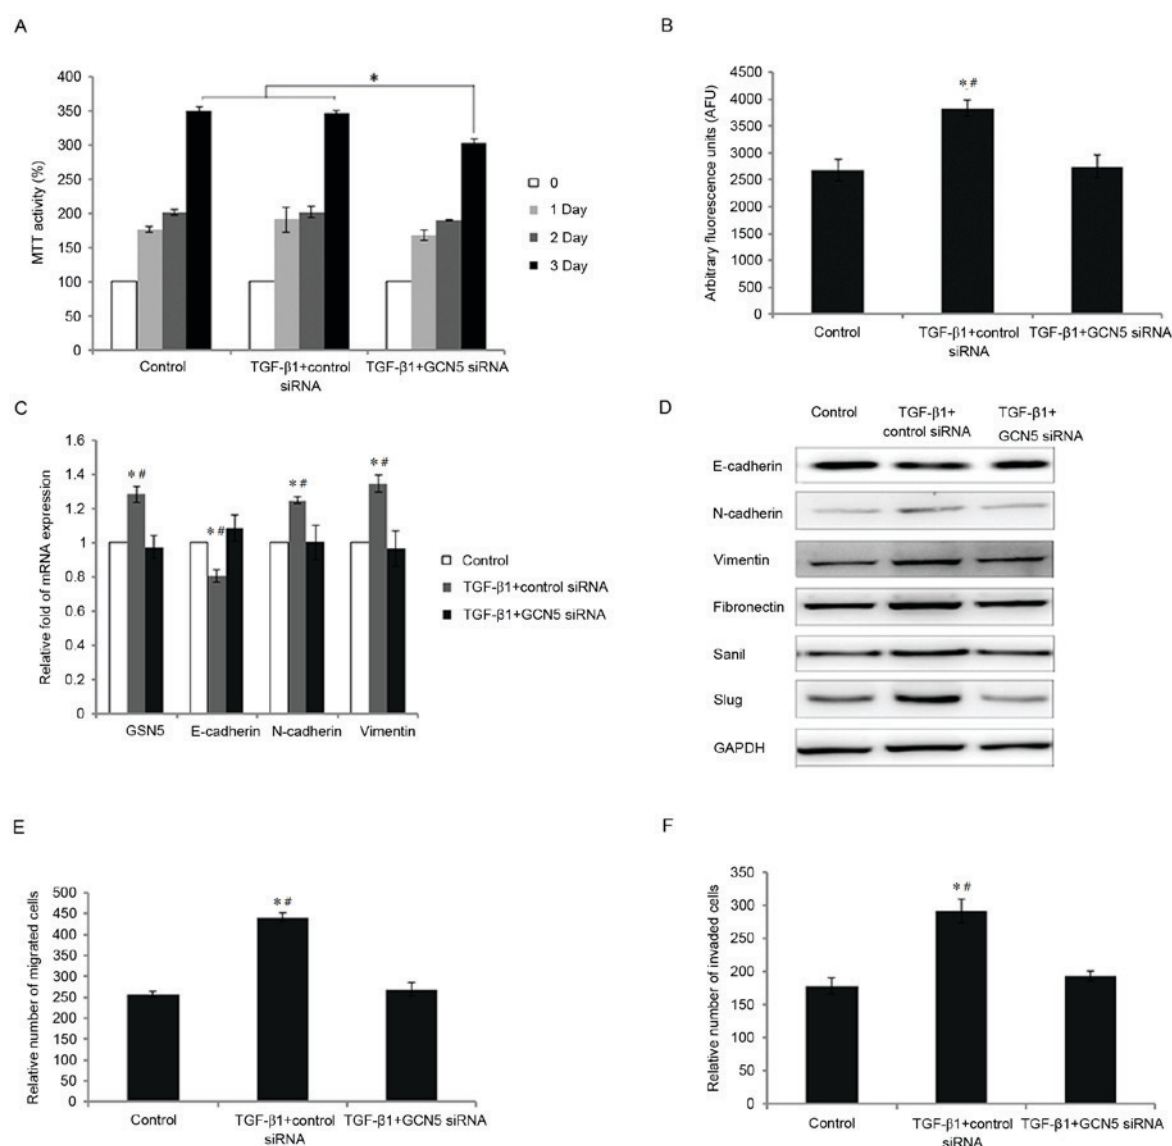 A
MTT activity (%)
400
350
300
250
200
150
100
50
0
*
0
1 Day
2 Day
3 Day
Control
TGF-β1+control
siRNA
TGF-β1+GCN5 siRNA
B
Arbitrary fluorescence units (AFU)
4500
4000
3500
3000
2500
2000
1500
1000
500
0
*#
Control
TGF-β1+control
siRNA
TGF-β1+GCN5 siRNA
C
Relative fold of mRNA expression
1.6
1.4
1.2
1
0.8
0.6
0.4
0.2
0
*#
*#
*#
*#
Control
TGF-β1+control siRNA
TGF-β1+GCN5 siRNA
GSN5
E-cadherin
N-cadherin
Vimentin
D
Control
TGF-β1+
control siRNA
TGF-β1+
GCN5 siRNA
E-cadherin
N-cadherin
Vimentin
Fibronectin
Sanil
Slug
GAPDH
E
Relative number of migrated cells
500
450
400
350
300
250
200
150
100
50
0
*#
Control
TGF-β1+control
siRNA
TGF-β1+GCN5 siRNA
F
Relative number of invaded cells
350
300
250
200
150
100
50
0
*#
Control
TGF-β1+control
siRNA
TGF-β1+GCN5 siRNA